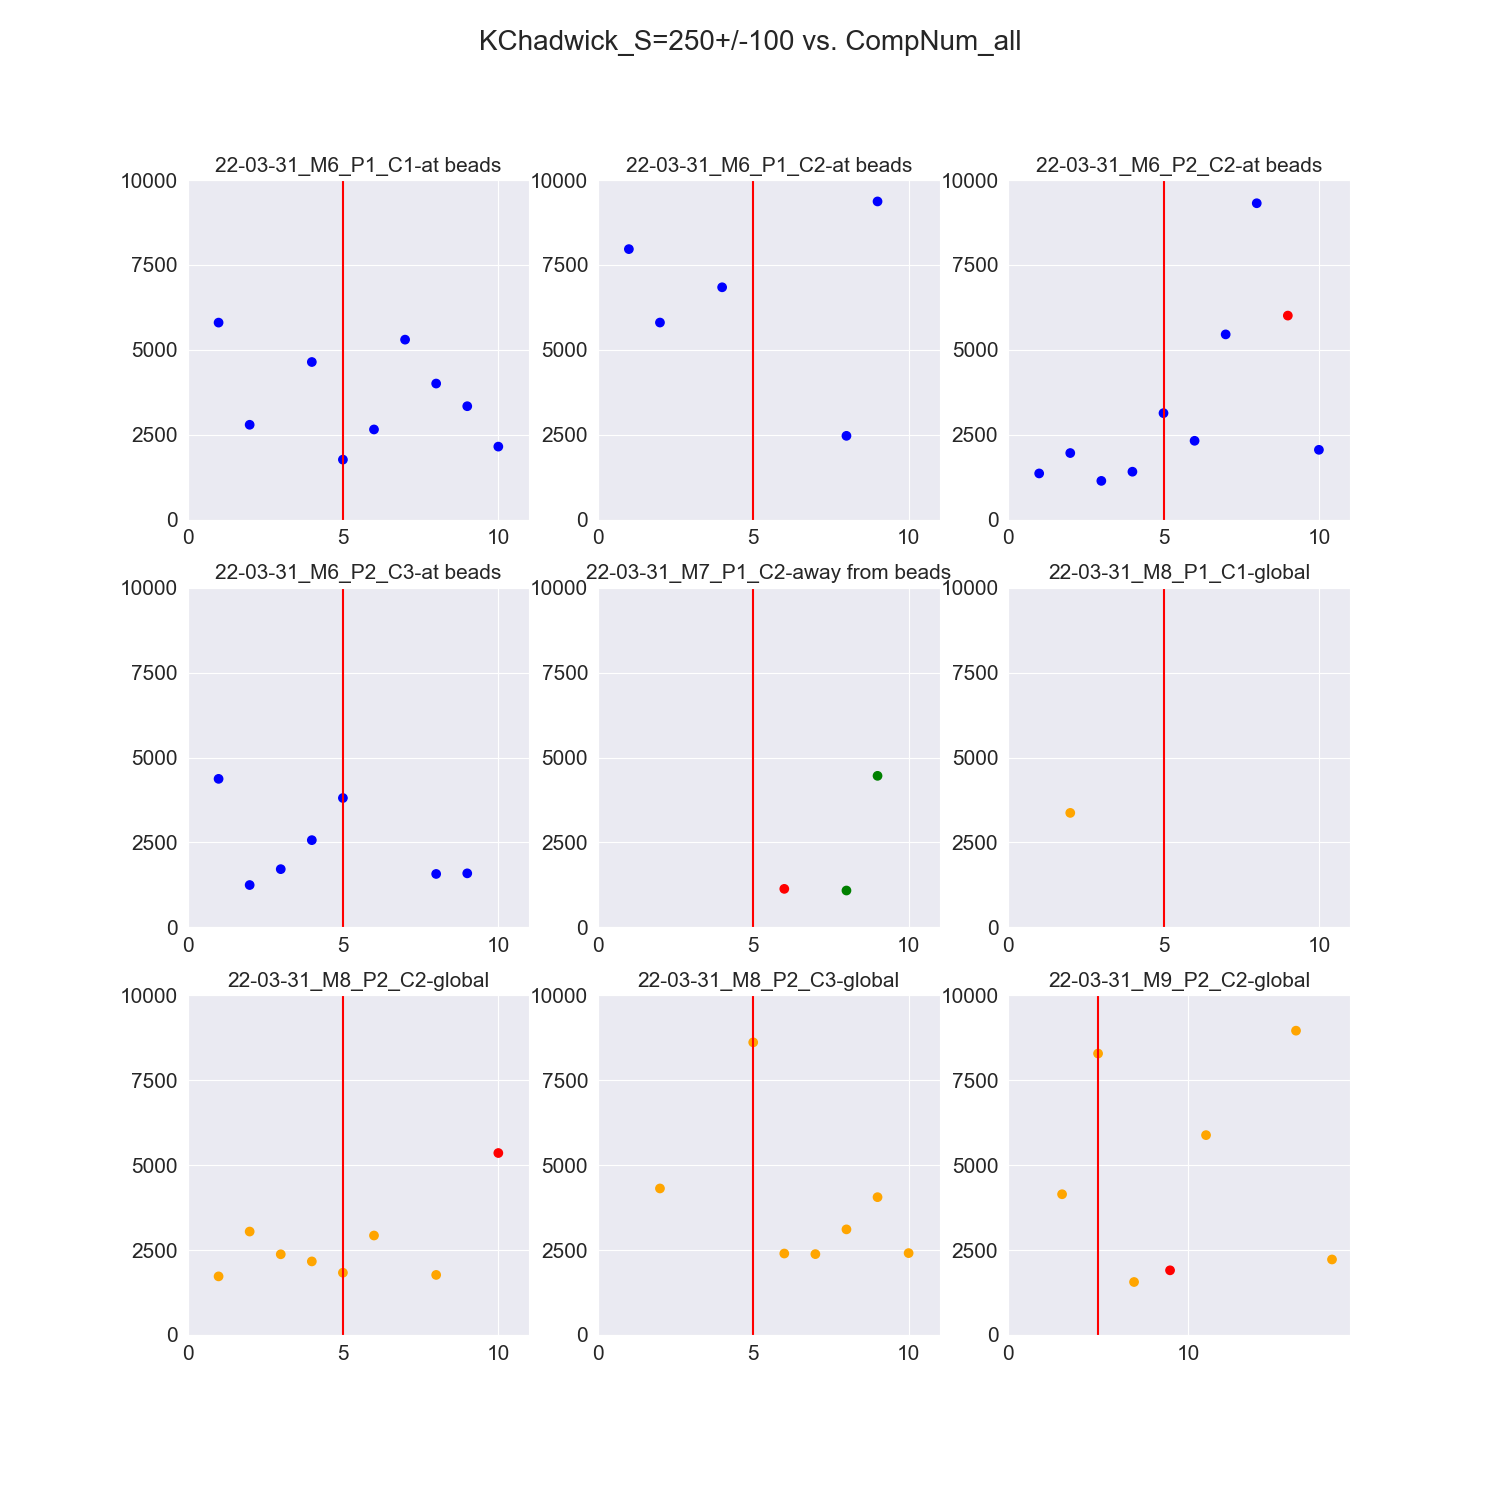 KChadwick_S=250+/-100 vs. CompNum_all
22-03-31_M6_P1_C1-at beads
10000
7500
5000
2500
0
0 5 10
22-03-31_M6_P1_C2-at beads
10000
7500
5000
2500
0
0 5 10
22-03-31_M6_P2_C2-at beads
10000
7500
5000
2500
0
0 5 10
22-03-31_M6_P2_C3-at beads
10000
7500
5000
2500
0
0 5 10
22-03-31_M7_P1_C2-away from beads
10000
7500
5000
2500
0
0 5 10
22-03-31_M8_P1_C1-global
10000
7500
5000
2500
0
0 5 10
22-03-31_M8_P2_C2-global
10000
7500
5000
2500
0
0 5 10
22-03-31_M8_P2_C3-global
10000
7500
5000
2500
0
0 5 10
22-03-31_M9_P2_C2-global
10000
7500
5000
2500
0
0 10